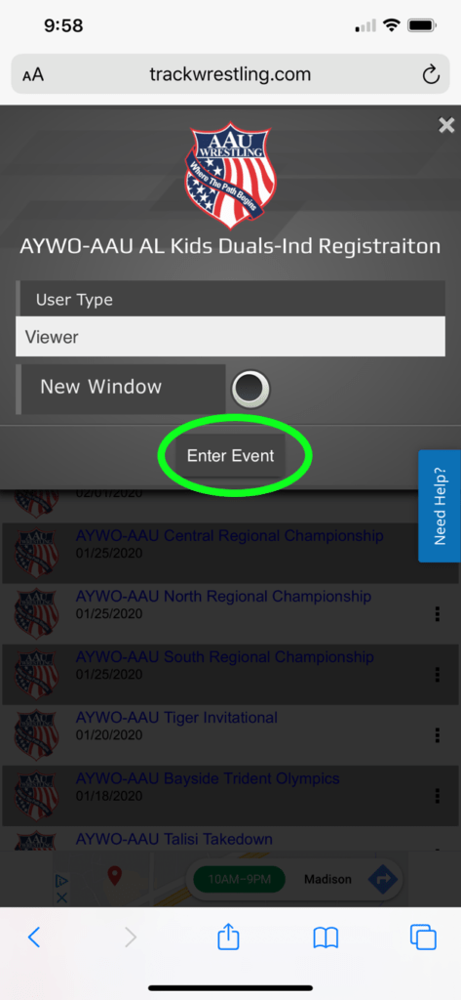 9:58
AA
trackwrestling.com
AAU
WRESTLING
Where The Path Begins
AYWO-AAU AL Kids Duals-Ind Registraiton
User Type
Viewer
New Window
Enter Event
Need Help?
02/01/2020
AYWO-AAU Central Regional Championship
01/25/2020
AYWO-AAU North Regional Championship
01/25/2020
AYWO-AAU South Regional Championship
01/25/2020
AYWO-AAU Tiger Invitational
01/20/2020
AYWO-AAU Bayside Trident Olympics
01/18/2020
AYWO-AAU Talisi Takedown
10AM–9PM
Madison